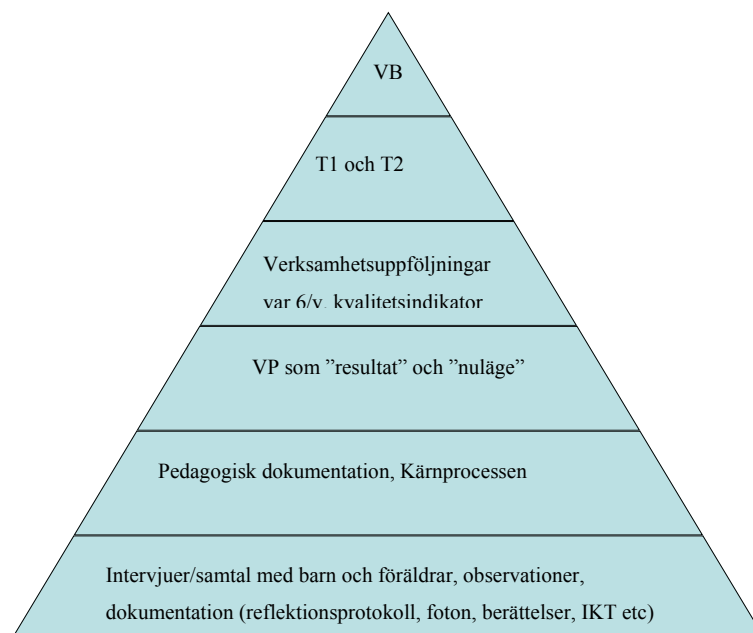 VB
T1 och T2
Verksamhetsuppföljningar
var 6/v. kvalitetsindikator
VP som ”resultat” och ”nuläge”
Pedagogisk dokumentation, Kärnprocessen
Intervjuer/samtal med barn och föräldrar, observationer,
dokumentation (reflektionsprotokoll, foton, berättelser, IKT etc)